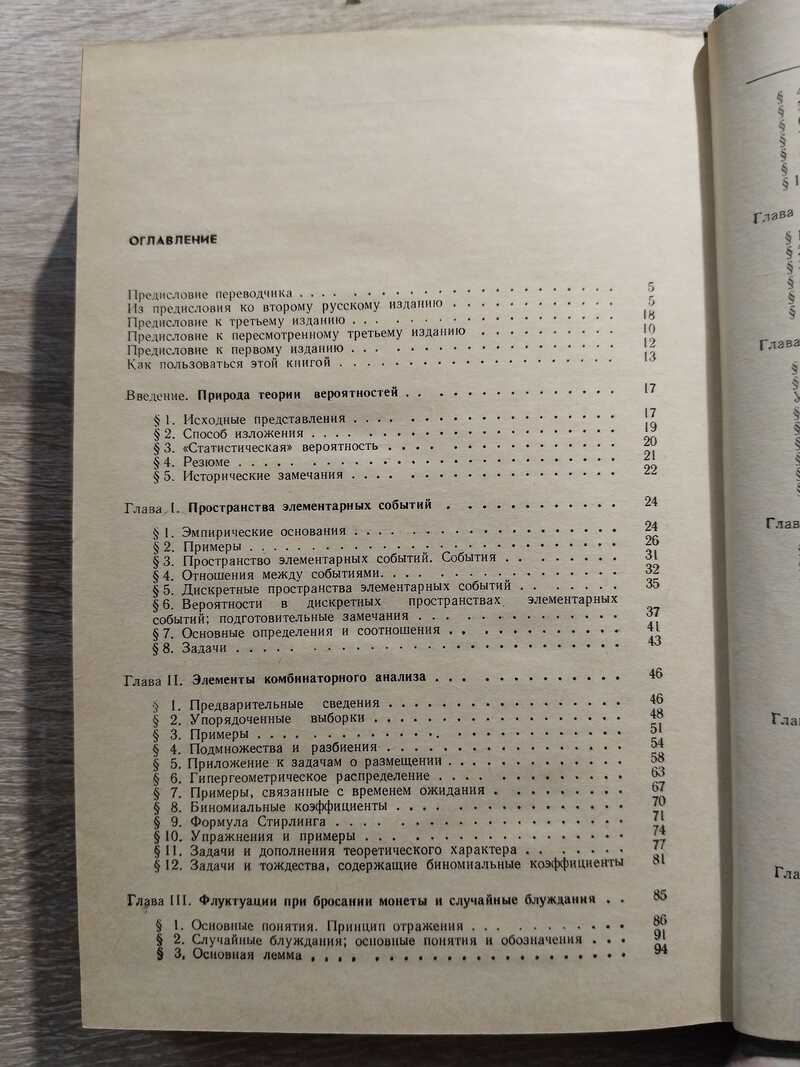 ОГЛАВЛЕНИЕ
Предисловие переводчика . . . . . . . . . . . . . . . . . . . . 5
Из предисловия ко второму русскому изданию . . . . . . . . . . . 5
Предисловие к третьему изданию . . . . . . . . . . . . . . . . . 18
Предисловие к пересмотренному третьему изданию . . . . . . . . . 10
Предисловие к первому изданию . . . . . . . . . . . . . . . . . 12
Как пользоваться этой книгой . . . . . . . . . . . . . . . . . . 13
Введение. Природа теории вероятностей . . . . . . . . . . . . . 17
§ 1. Исходные представления . . . . . . . . . . . . . . . . . . 17
§ 2. Способ изложения . . . . . . . . . . . . . . . . . . . . . 19
§ 3. «Статистическая» вероятность . . . . . . . . . . . . . . . 20
§ 4. Резюме . . . . . . . . . . . . . . . . . . . . . . . . . . 21
§ 5. Исторические замечания . . . . . . . . . . . . . . . . . . 22
Глава I. Пространства элементарных событий . . . . . . . . . . . 24
§ 1. Эмпирические основания . . . . . . . . . . . . . . . . . . 24
§ 2. Примеры . . . . . . . . . . . . . . . . . . . . . . . . . . 26
§ 3. Пространство элементарных событий. События . . . . . . . . 31
§ 4. Отношения между событиями. . . . . . . . . . . . . . . . . 32
§ 5. Дискретные пространства элементарных событий . . . . . . . 35
§ 6. Вероятности в дискретных пространствах элементарных
событий; подготовительные замечания . . . . . . . . . . . . . . 37
§ 7. Основные определения и соотношения . . . . . . . . . . . . 41
§ 8. Задачи . . . . . . . . . . . . . . . . . . . . . . . . . . 43
Глава II. Элементы комбинаторного анализа . . . . . . . . . . . 46
§ 1. Предварительные сведения . . . . . . . . . . . . . . . . . 46
§ 2. Упорядоченные выборки . . . . . . . . . . . . . . . . . . . 48
§ 3. Примеры . . . . . . . . . . . . . . . . . . . . . . . . . . 51
§ 4. Подмножества и разбиения . . . . . . . . . . . . . . . . . 54
§ 5. Приложение к задачам о размещении . . . . . . . . . . . . . 58
§ 6. Гипергеометрическое распределение . . . . . . . . . . . . . 63
§ 7. Примеры, связанные с временем ожидания . . . . . . . . . . 67
§ 8. Биномиальные коэффициенты . . . . . . . . . . . . . . . . . 70
§ 9. Формула Стирлинга . . . . . . . . . . . . . . . . . . . . . 71
§ 10. Упражнения и примеры . . . . . . . . . . . . . . . . . . . 74
§ 11. Задачи и дополнения теоретического характера . . . . . . . 77
§ 12. Задачи и тождества, содержащие биномиальные коэффициенты 81
Глава III. Флуктуации при бросании монеты и случайные блуждания . . 85
§ 1. Основные понятия. Принцип отражения . . . . . . . . . . . . 86
§ 2. Случайные блуждания; основные понятия и обозначения . . . 91
§ 3. Основная лемма . . . . . . . . . . . . . . . . . . . . . . 94
§
§
§
§
§
§
§ 1
Глава
§
§
§
§
§
§
Глава
§
§
§
§
§
Глав
Гла
Гла